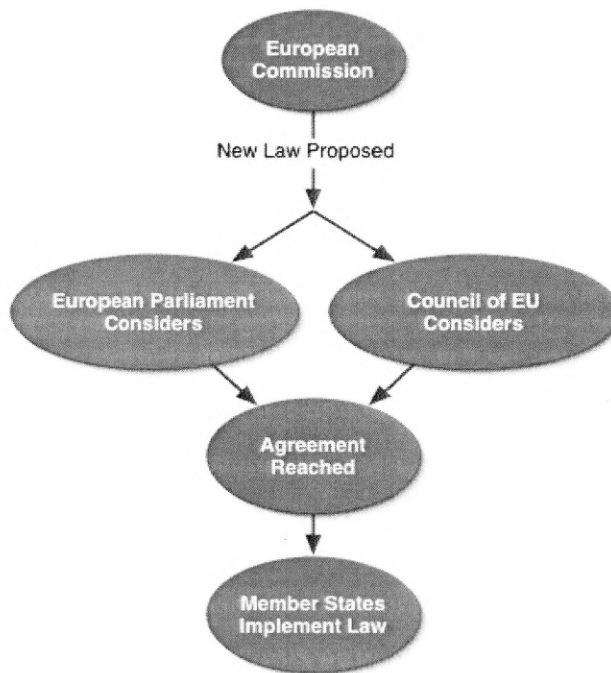 European
Commission
New Law Proposed
European Parliament
Considers
Council of EU
Considers
Agreement
Reached
Member States
Implement Law